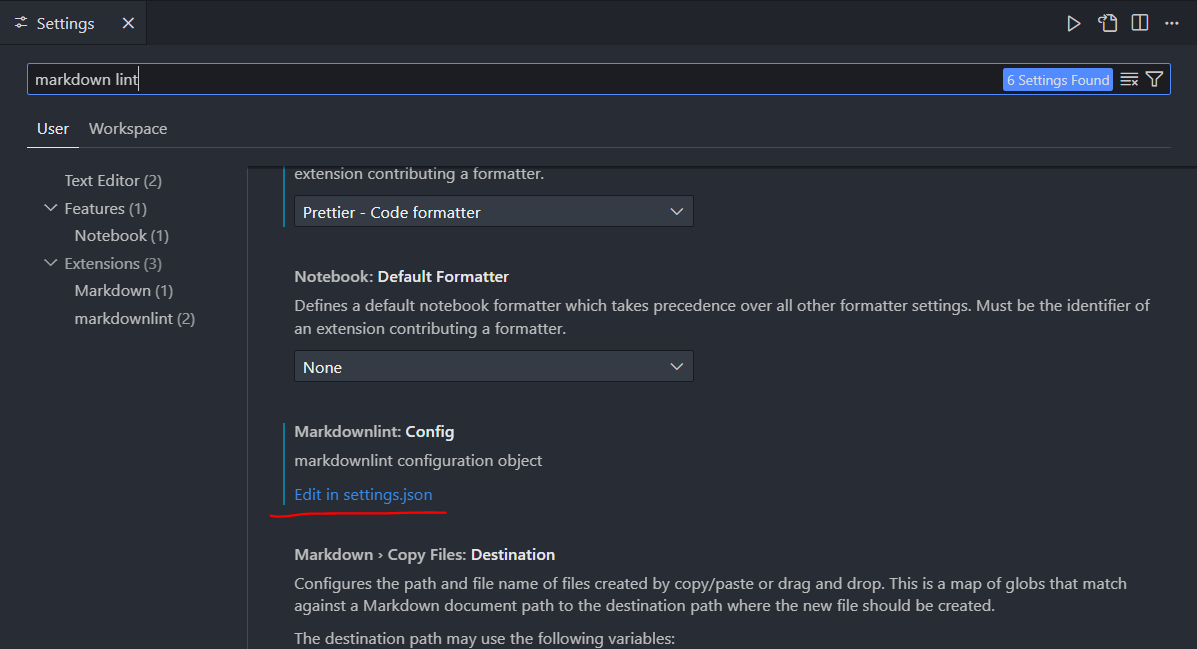 Settings
markdown lint
6 Settings Found
User
Workspace
Text Editor (2)
Features (1)
Notebook (1)
Extensions (3)
Markdown (1)
markdownlint (2)
extension contributing a formatter.
Prettier - Code formatter
Notebook: Default Formatter
Defines a default notebook formatter which takes precedence over all other formatter settings. Must be the identifier of
an extension contributing a formatter.
None
Markdownlint: Config
markdownlint configuration object
Edit in settings.json
Markdown › Copy Files: Destination
Configures the path and file name of files created by copy/paste or drag and drop. This is a map of globs that match
against a Markdown document path to the destination path where the new file should be created.
The destination path may use the following variables: